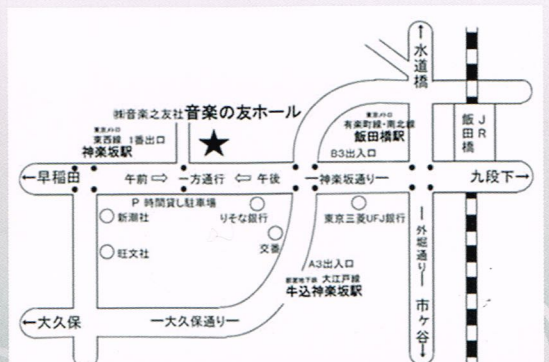 ↑
水道橋
㈱音楽之友社 音楽の友ホール
★
東京メトロ
東西線 1番出口
神楽坂駅
東京メトロ
有楽町線・南北線
飯田橋駅
JR
飯田橋
B3出入口
←早稲田
午前 ⇨ 一方通行 ⇦ 午後
神楽坂通り
九段下→
P 時間貸し駐車場
新潮社
りそな銀行
東京三菱UFJ銀行
旺文社
交番
外堀通り
A3出入口
都営地下鉄 大江戸線
牛込神楽坂駅
←大久保
大久保通り
市ヶ谷
↓